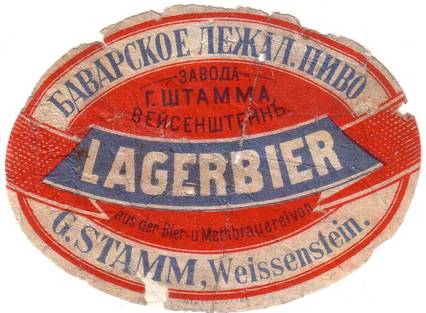 БАВАРСКОЕ ЛЕЖАЛ. ПИВО
ЗАВОДА
Г. ШТАММА
ВЕЙСЕНШТЕЙНЪ.
LAGERBIER
aus der Bier- u Methbrauerei von
G. STAMM, Weissenstein.